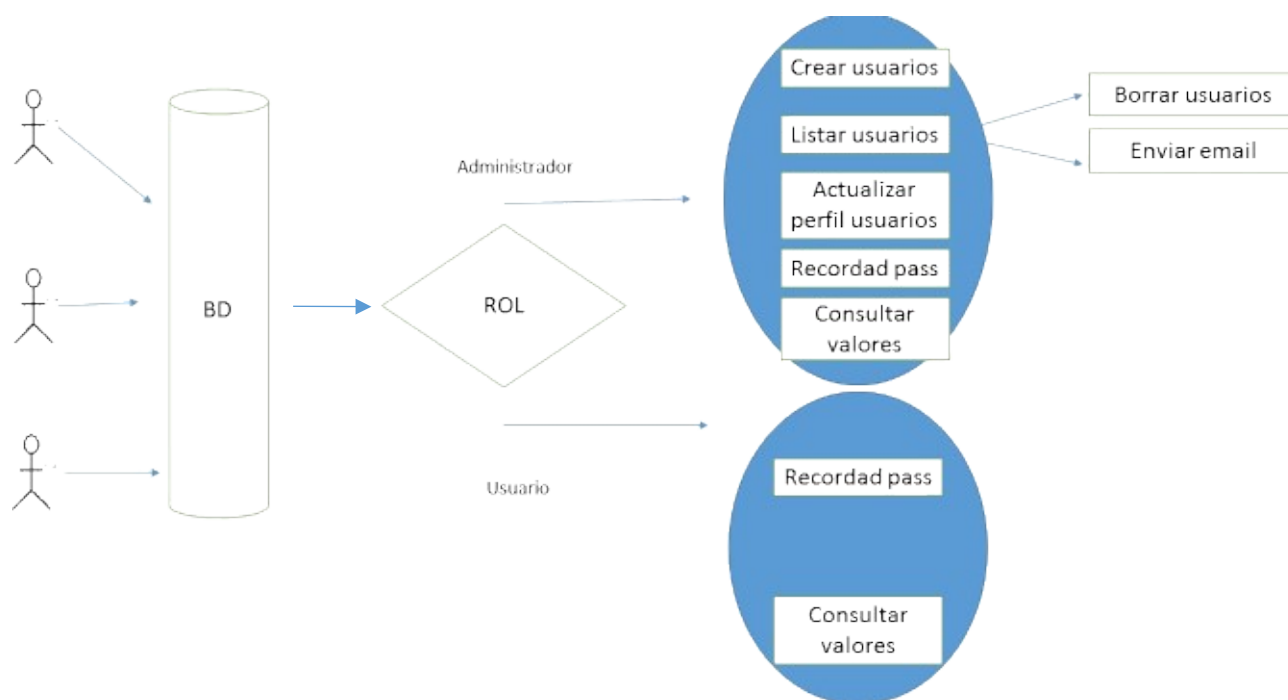 Crear usuarios
Borrar usuarios
Listar usuarios
Enviar email
Administrador
Actualizar
perfil usuarios
Recordad pass
BD
ROL
Consultar
valores
Recordad pass
Usuario
Consultar
valores